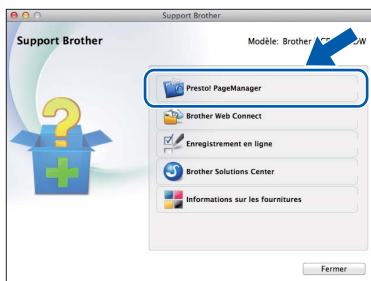 Support Brother
Support Brother
Modèle: Brother
Presto! PageManager
Brother Web Connect
Enregistrement en ligne
Brother Solutions Center
Informations sur les fournitures
Fermer